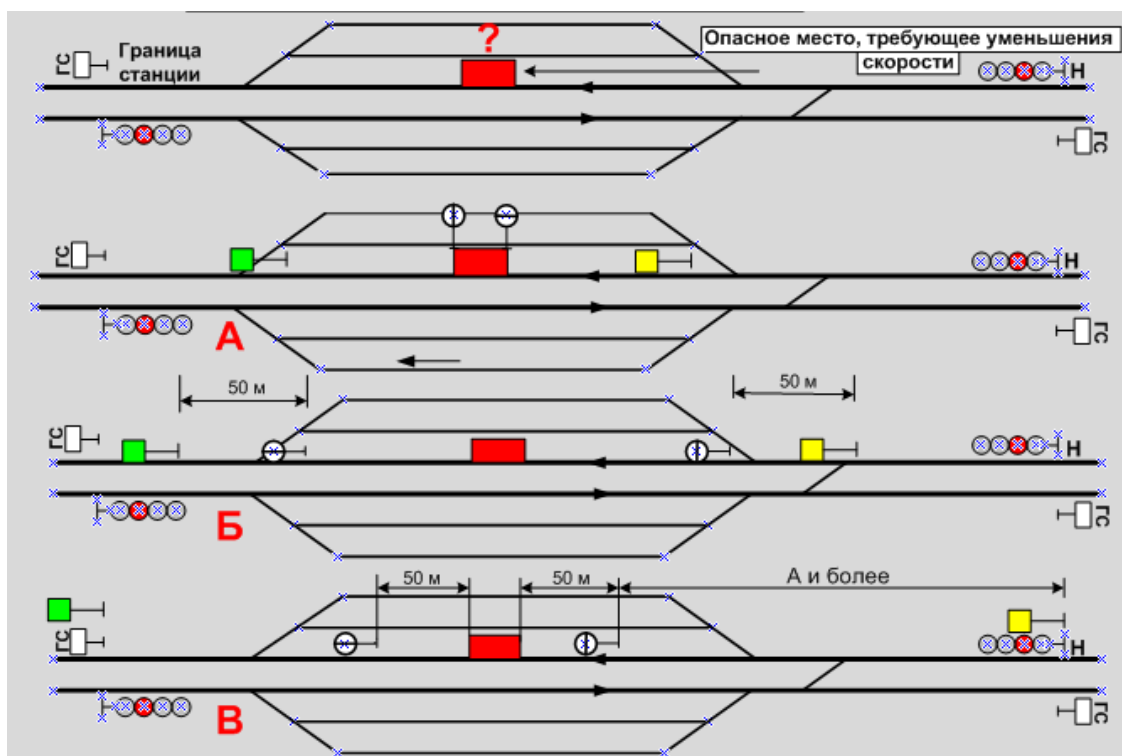 Граница
станции
ГС
?
Опасное место, требующее уменьшения
скорости
Н
ГС
ГС
Н
А
ГС
50 м
50 м
ГС
Н
Б
ГС
50 м
50 м
А и более
ГС
Н
В
ГС